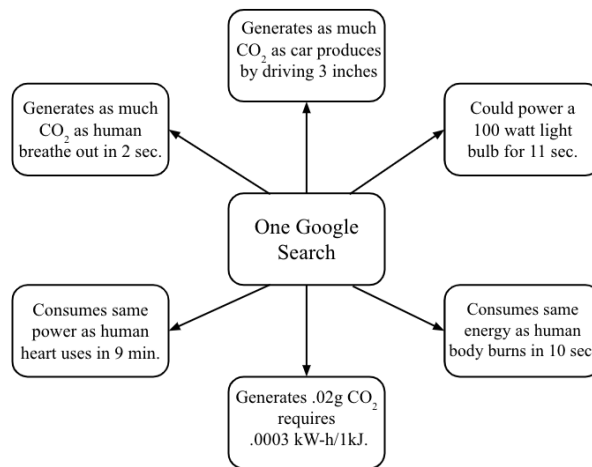 Generates as much
CO2 as car produces
by driving 3 inches
Generates as much
CO2 as human
breathe out in 2 sec.
Could power a
100 watt light
bulb for 11 sec.
One Google
Search
Consumes same
power as human
heart uses in 9 min.
Consumes same
energy as human
body burns in 10 sec
Generates .02g CO2
requires
.0003 kW-h/1kJ.